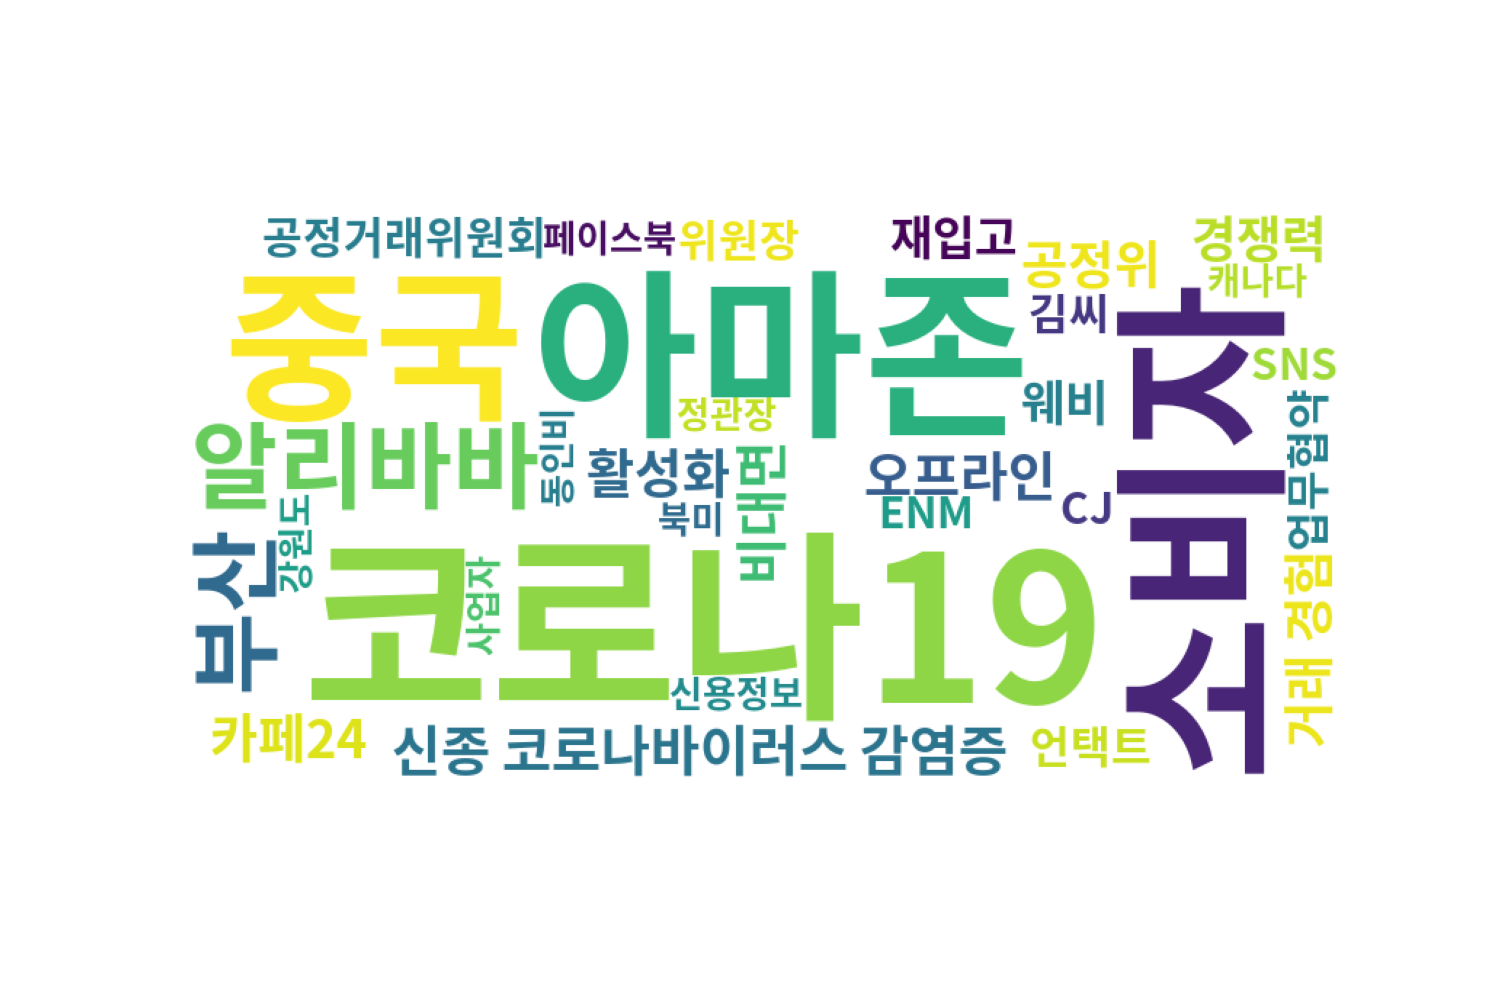 공정거래위원회
페이스북
위원장
재입고
공정위
경쟁력
캐나다
중국
아마존
김씨
소비자
SNS
웨비
정관장
알리바바
동인비
활성화
비대면
오프라인
업무협약
북미
ENM
CJ
강원도
부산
코로나19
사업자
거래 경험
신용정보
카페24
신종 코로나바이러스 감염증
언택트